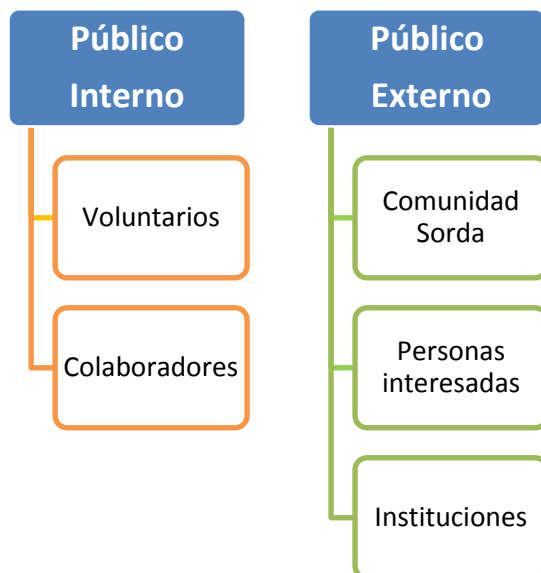 Público
Interno
Voluntarios
Colaboradores
Público
Externo
Comunidad
Sorda
Personas
interesadas
Instituciones